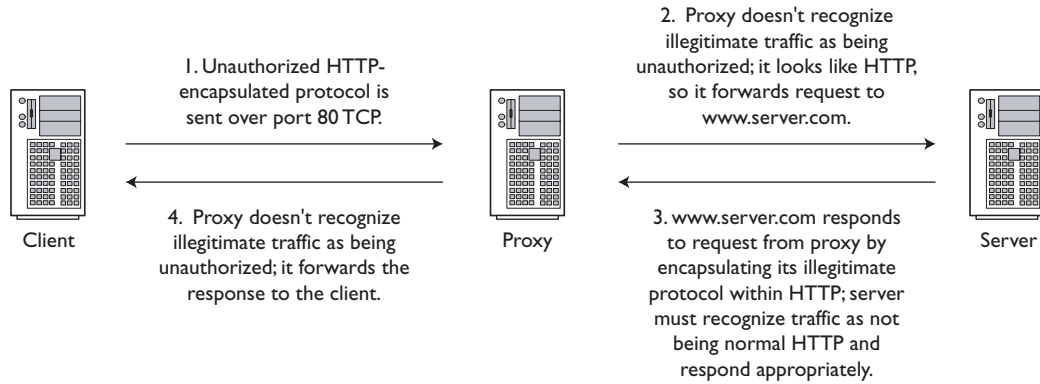 1. Unauthorized HTTP-
encapsulated protocol is
sent over port 80 TCP.
2. Proxy doesn't recognize
illegitimate traffic as being
unauthorized; it looks like HTTP,
so it forwards request to
www.server.com.
Client
4. Proxy doesn't recognize
illegitimate traffic as being
unauthorized; it forwards the
response to the client.
Proxy
3. www.server.com responds
to request from proxy by
encapsulating its illegitimate
protocol within HTTP; server
must recognize traffic as not
being normal HTTP and
respond appropriately.
Server